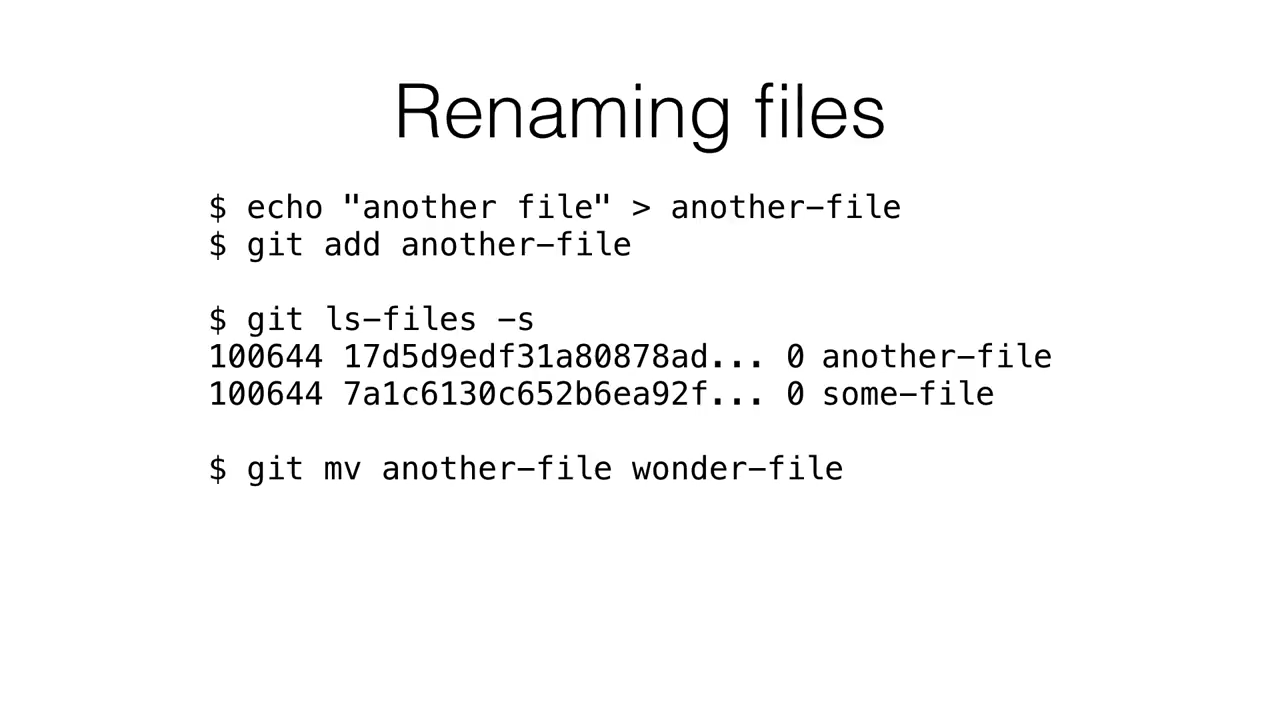 Renaming files
$ echo "another file" > another-file
$ git add another-file
$ git ls-files -s
100644 17d5d9edf31a80878ad... 0 another-file
100644 7a1c6130c652b6ea92f... 0 some-file
$ git mv another-file wonder-file